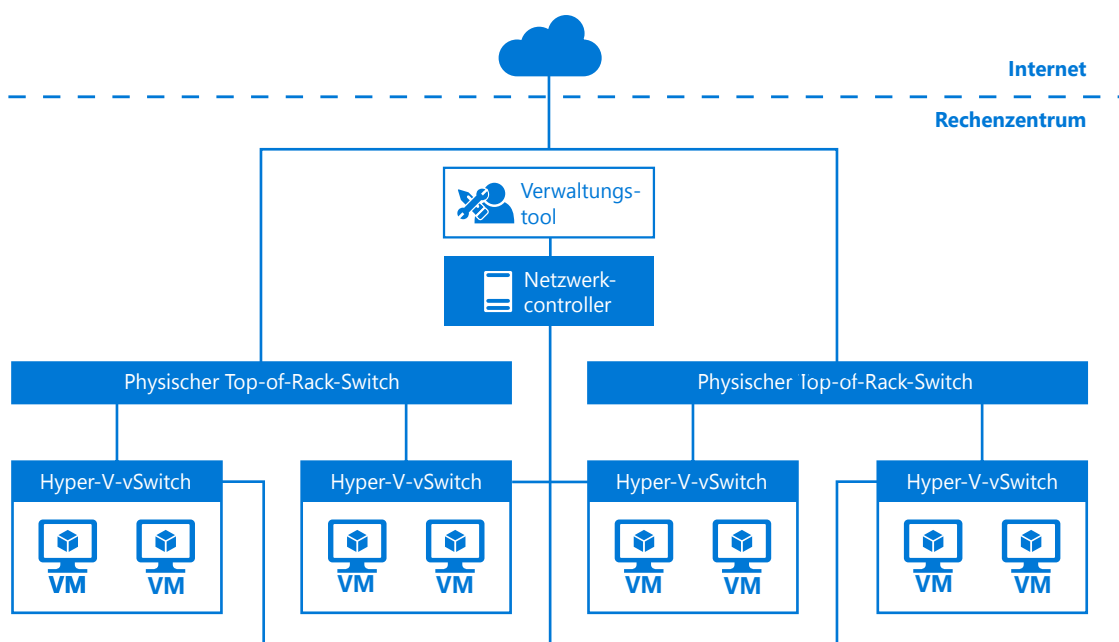 Internet
Rechenzentrum
Verwaltungs-
tool
Netzwerk-
controller
Physischer Top-of-Rack-Switch
Physischer Top-of-Rack-Switch
Hyper-V-vSwitch
Hyper-V-vSwitch
Hyper-V-vSwitch
Hyper-V-vSwitch
VM
VM
VM
VM
VM
VM
VM
VM